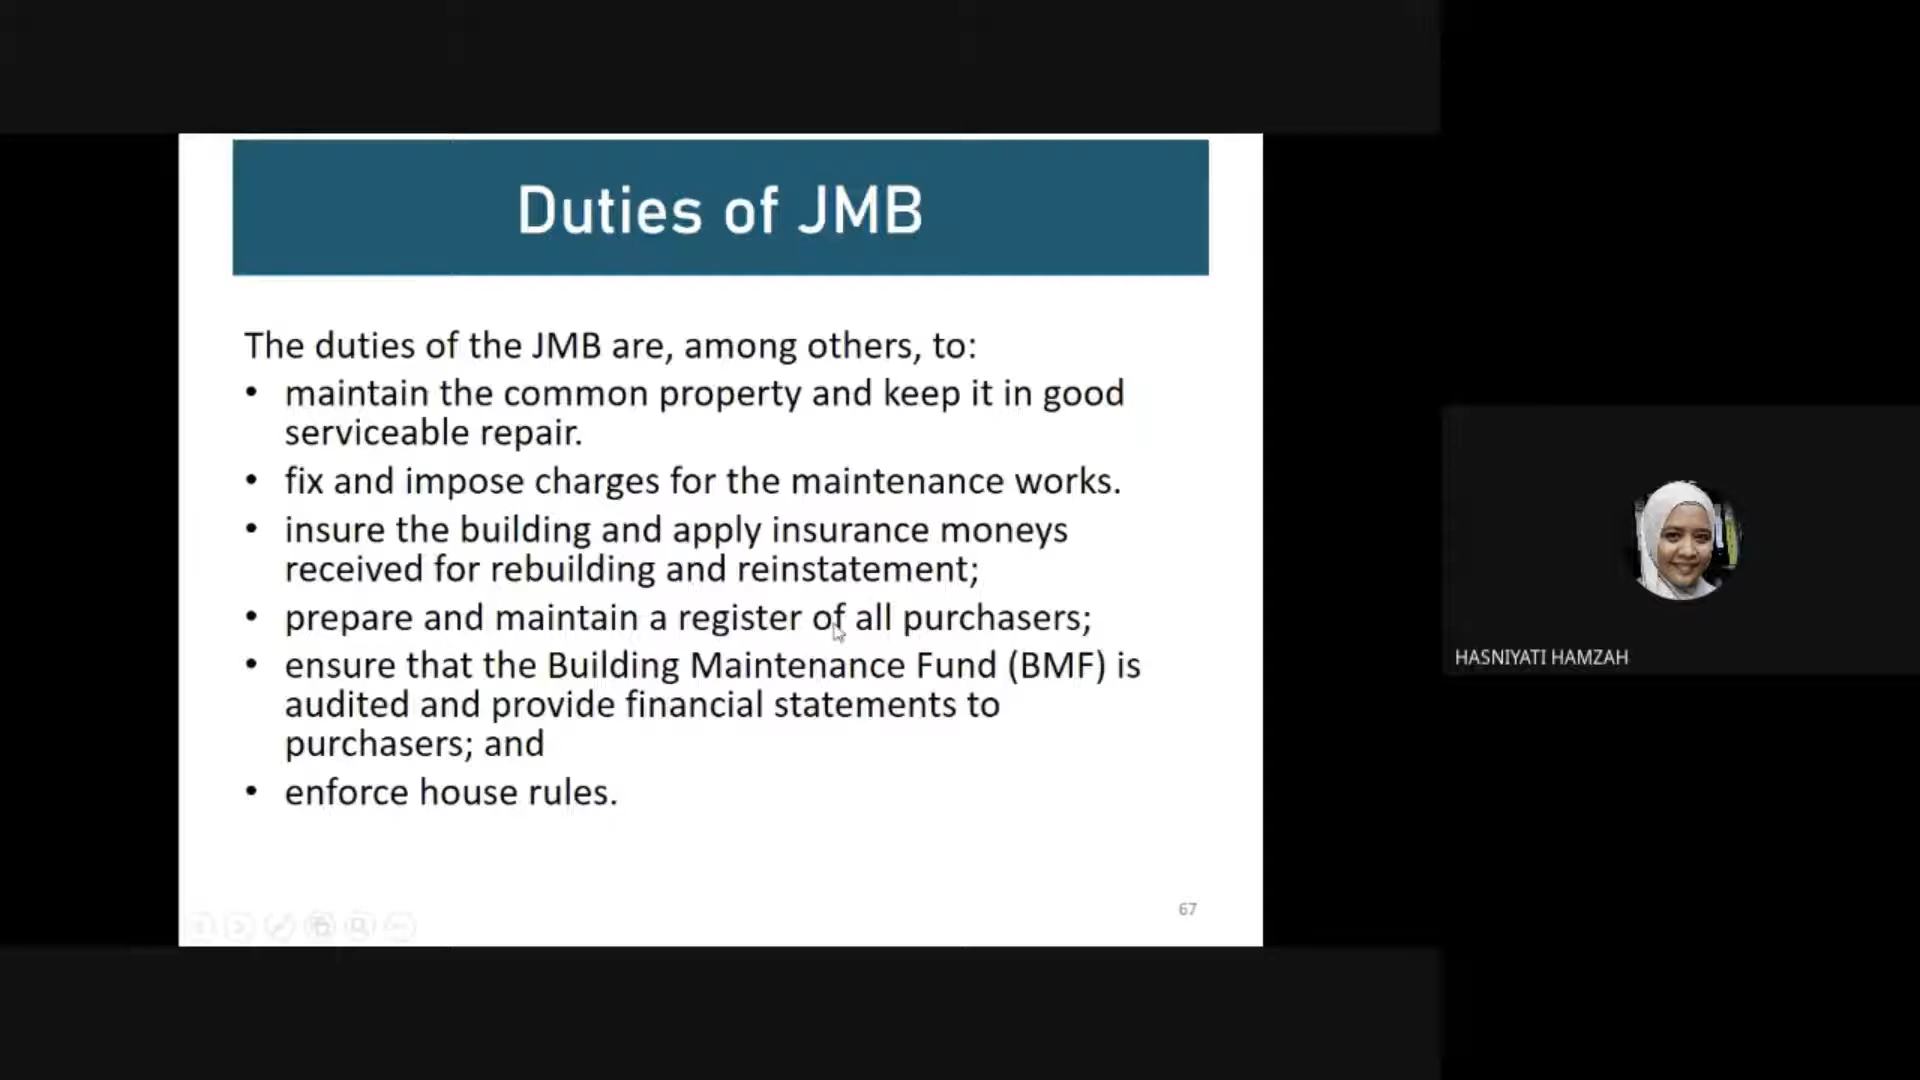 Duties of JMB
The duties of the JMB are, among others, to:
• maintain the common property and keep it in good
serviceable repair.
• fix and impose charges for the maintenance works.
• insure the building and apply insurance moneys
received for rebuilding and reinstatement;
• prepare and maintain a register of all purchasers;
• ensure that the Building Maintenance Fund (BMF) is
audited and provide financial statements to
purchasers; and
• enforce house rules.
67
HASNIYATI HAMZAH